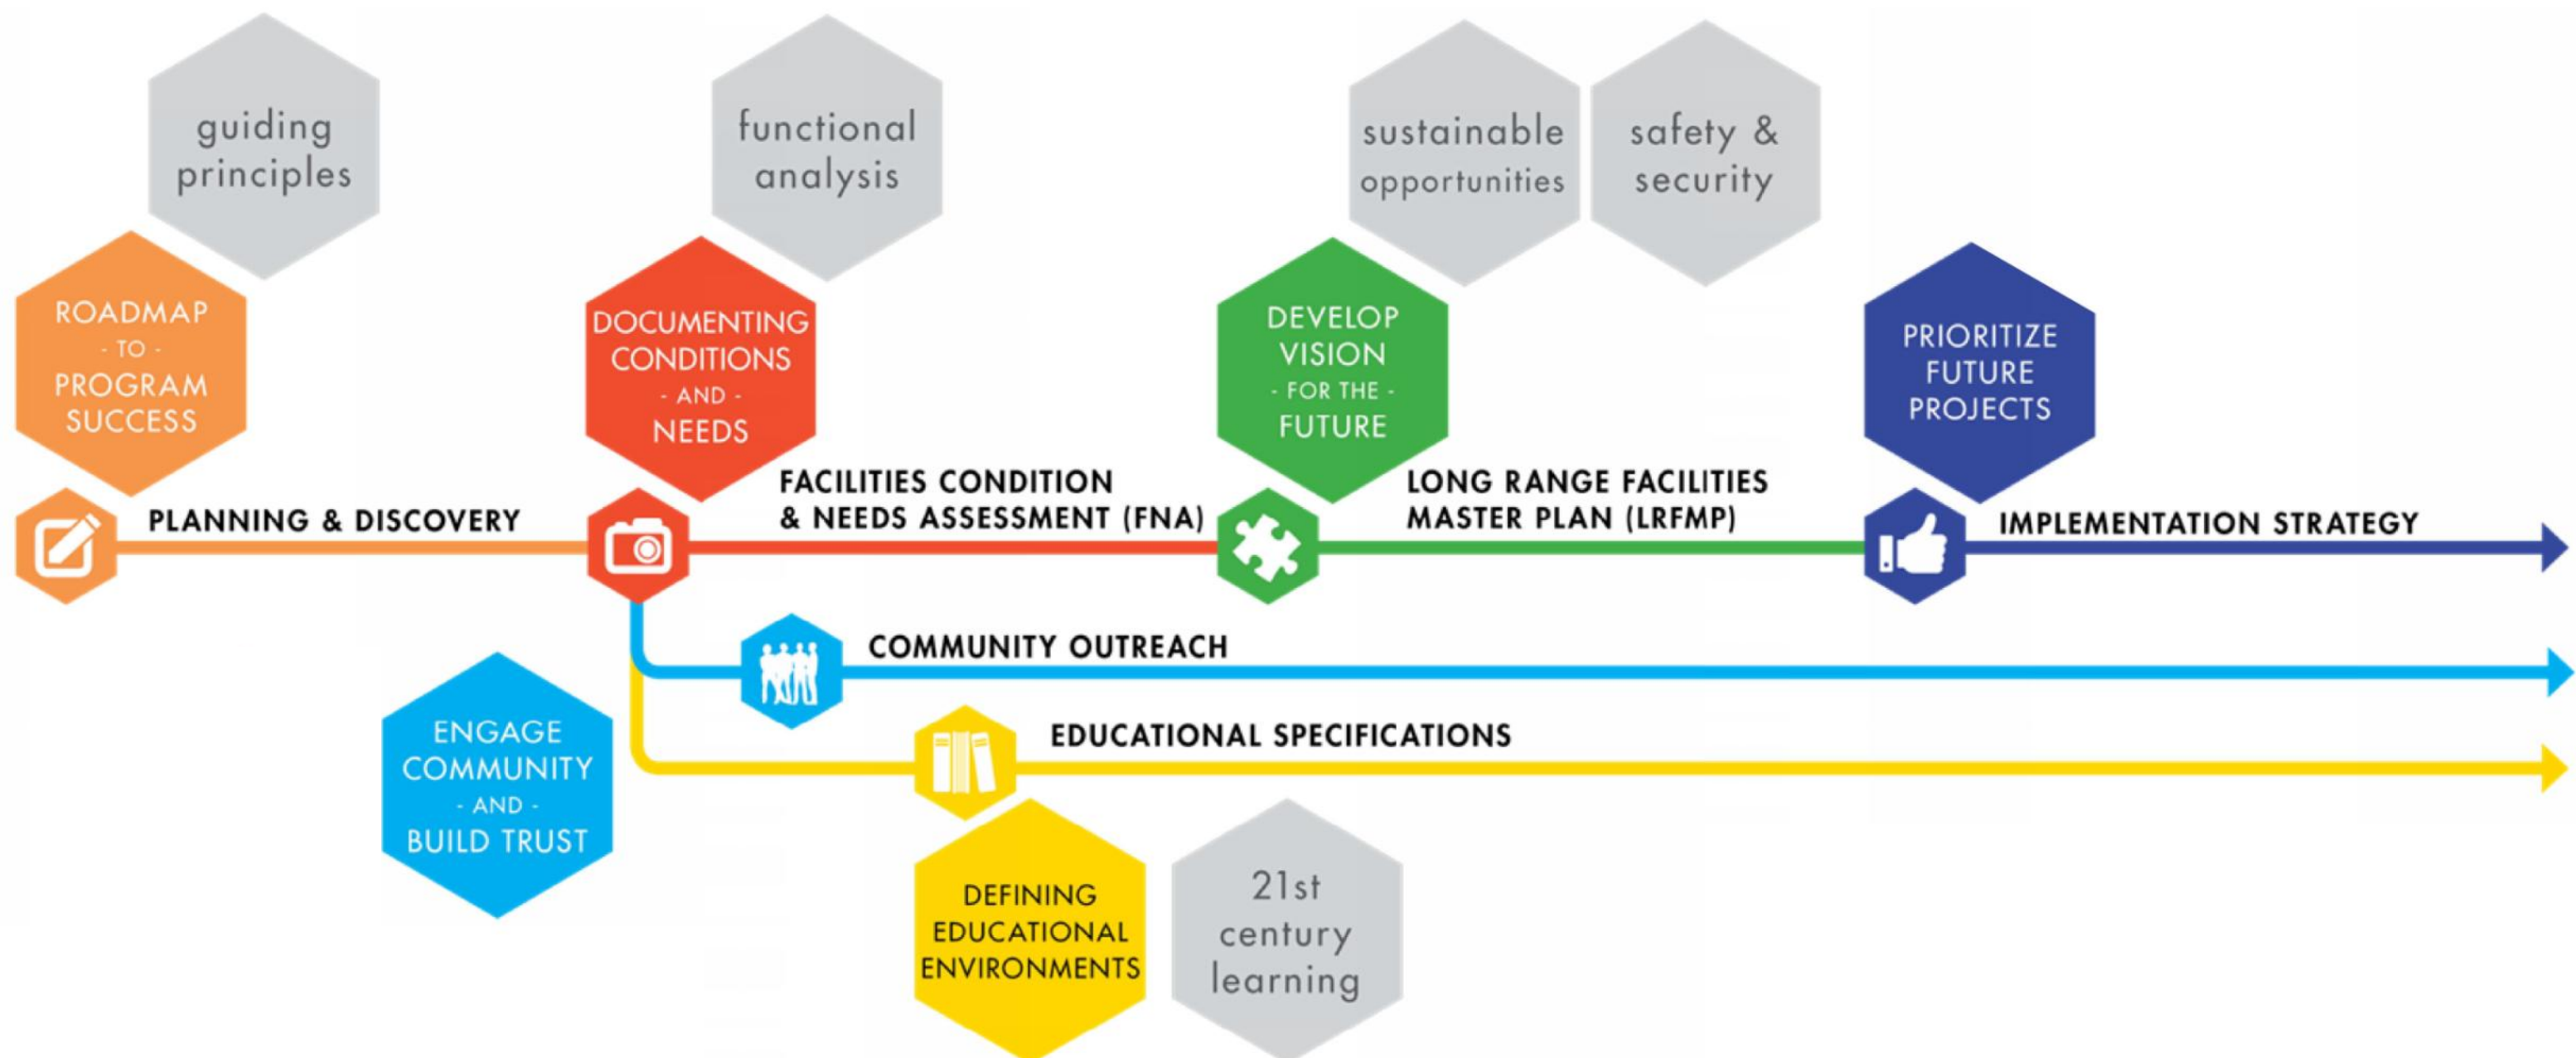 guiding
principles
functional
analysis
sustainable
opportunities
safety &
security
ROADMAP
- TO -
PROGRAM
SUCCESS
DOCUMENTING
CONDITIONS
- AND -
NEEDS
DEVELOP
VISION
- FOR THE -
FUTURE
PRIORITIZE
FUTURE
PROJECTS
PLANNING & DISCOVERY
FACILITIES CONDITION
& NEEDS ASSESSMENT (FNA)
LONG RANGE FACILITIES
MASTER PLAN (LRFMP)
IMPLEMENTATION STRATEGY
COMMUNITY OUTREACH
ENGAGE
COMMUNITY
- AND -
BUILD TRUST
EDUCATIONAL SPECIFICATIONS
DEFINING
EDUCATIONAL
ENVIRONMENTS
21st
century
learning